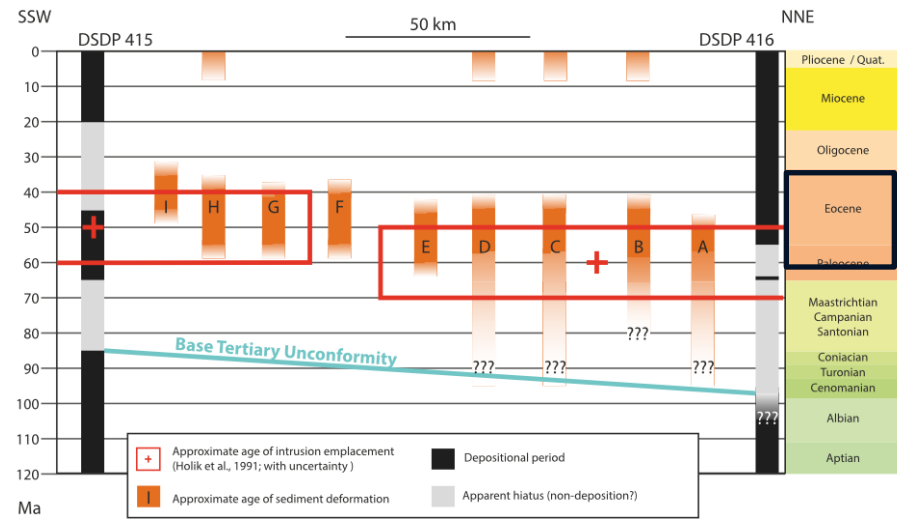 SSW
NNE
50 km
DSDP 415
DSDP 416
0
10
20
30
40
50
60
70
80
90
100
110
120
Ma
I
H
G
F
E
D
C
B
A
???
???
???
???
???
Base Tertiary Unconformity
Pliocene / Quat.
Miocene
Oligocene
Eocene
Paleocene
Maastrichtian
Campanian
Santonian
Coniacian
Turonian
Cenomanian
Albian
Aptian
Approximate age of intrusion emplacement
(Holik et al., 1991; with uncertainty )
Depositional period
I
Approximate age of sediment deformation
Apparent hiatus (non-deposition?)